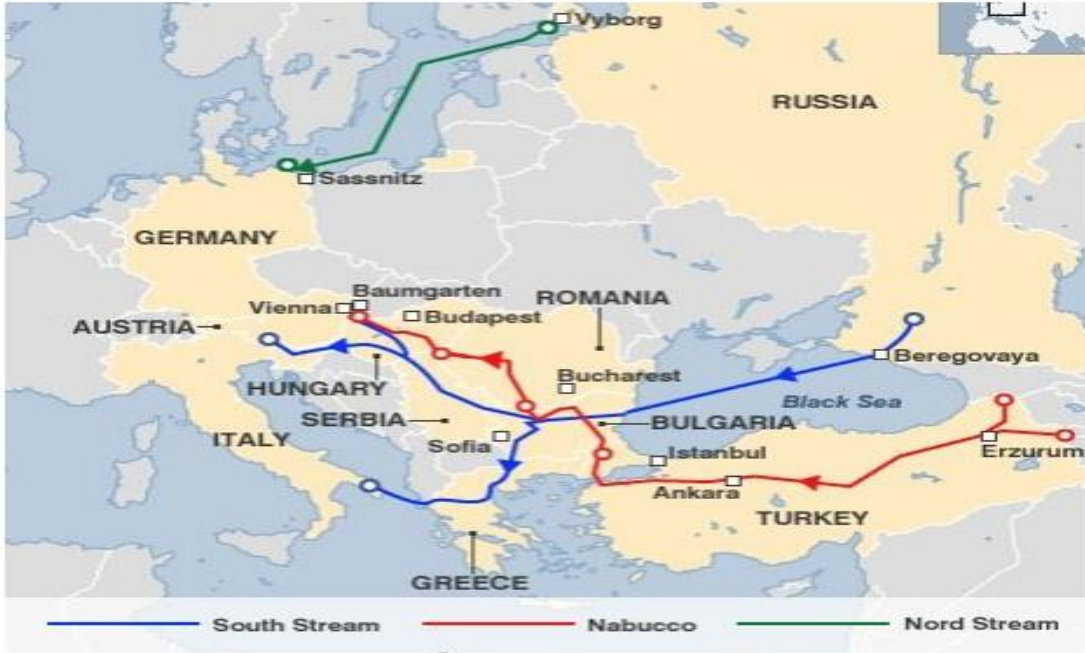 Vyborg
RUSSIA
Sassnitz
GERMANY
Baumgarten
Vienna
ROMANIA
Budapest
AUSTRIA
Beregovaya
Bucharest
HUNGARY
Black Sea
SERBIA
BULGARIA
ITALY
Sofia
Istanbul
Erzurum
Ankara
TURKEY
GREECE
South Stream Nabucco Nord Stream